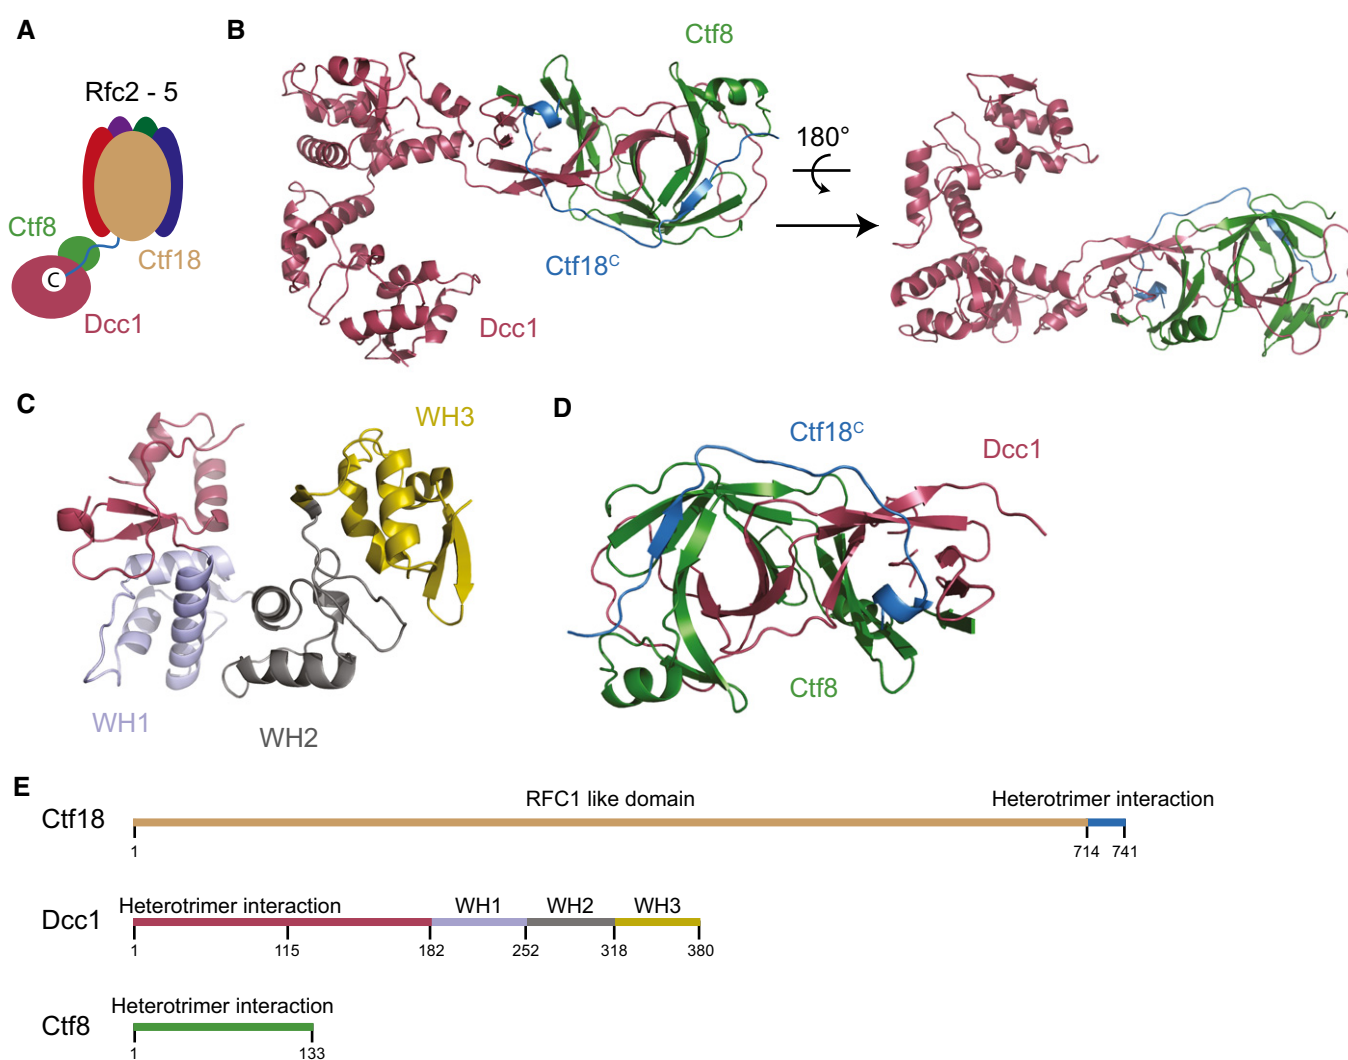 A
Rfc2 - 5
Ctf8
Ctf18
C
Dcc1
B
Ctf8
180°
Ctf18ᶜ
Dcc1
C
WH3
WH1
WH2
D
Ctf18ᶜ
Dcc1
Ctf8
E
RFC1 like domain Heterotrimer interaction
Ctf18
1 714 741
Heterotrimer interaction WH1 WH2 WH3
Dcc1
1 115 182 252 318 380
Heterotrimer interaction
Ctf8
1 133